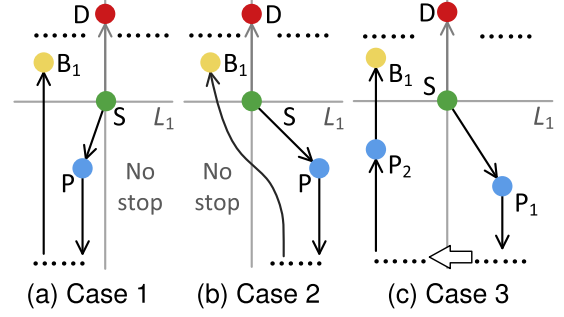 D
B₁
S
L₁
P
No
stop
(a) Case 1
D
B₁
S
L₁
P
No
stop
(b) Case 2
D
B₁
S
L₁
P₂
P₁
(c) Case 3